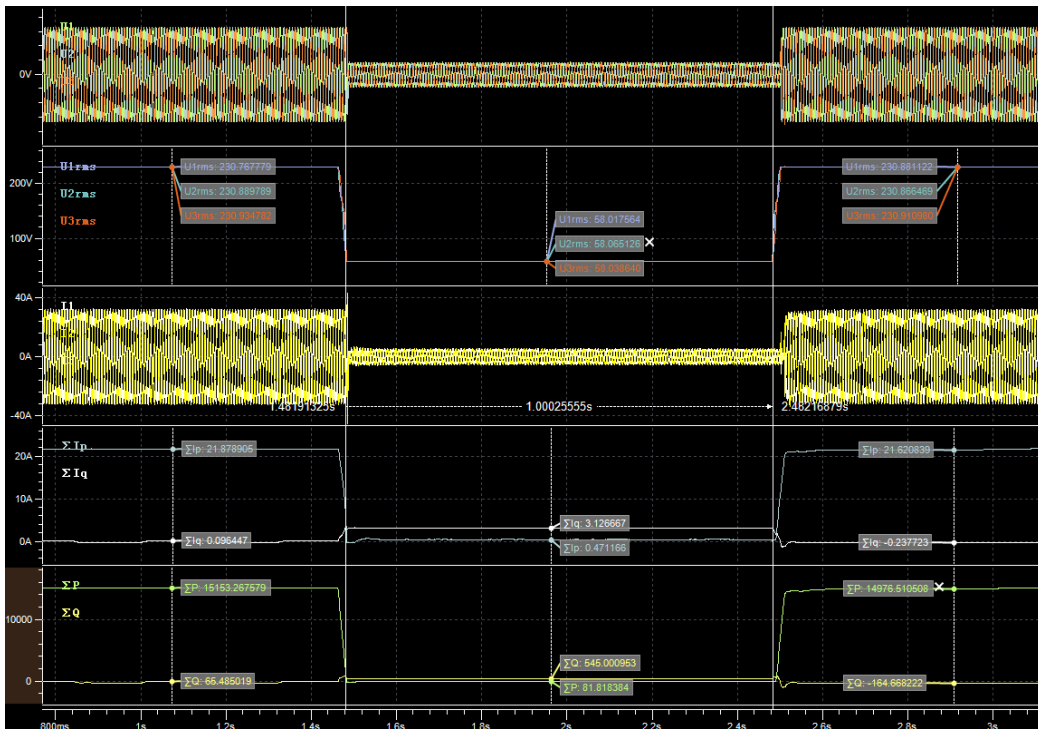 U1
U2
0V
U1rms
U1rms: 230.767779
U1rms: 230.881122
200V
U2rms
U2rms: 230.889789
U2rms: 230.866469
U3rms
U3rms: 230.934782
U3rms: 230.910980
U1rms: 58.017564
100V
U2rms: 58.065126
U3rms: 58.038640
40A
I1
I2
0A
-40A
1.48191325s
1.00025555s
2.48216879s
ΣIp
ΣIp: 21.878905
ΣIp: 21.620839
20A
ΣIq
10A
ΣIq: 3.126667
0A
ΣIq: 0.096447
ΣIp: 0.471166
ΣIq: -0.237723
ΣP
ΣP: 15153.267579
ΣP: 14976.510508
ΣQ
10000
ΣQ: 545.000953
0
ΣQ: 65.485019
ΣP: 81.818384
ΣQ: -164.668222
800ms 1s 1.2s 1.4s 1.6s 1.8s 2s 2.2s 2.4s 2.6s 2.8s 3s